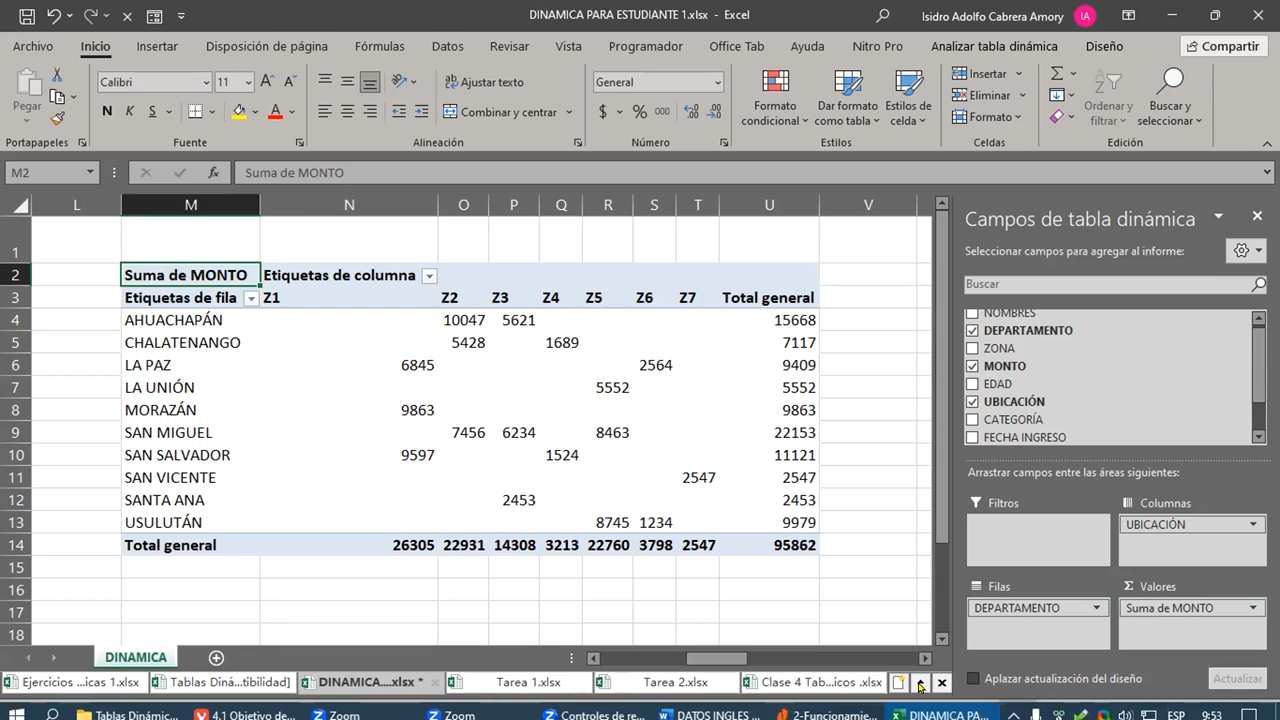 DINAMICA PARA ESTUDIANTE 1.xlsx - Excel
Isidro Adolfo Cabrera Amory IA
Archivo Inicio Insertar Disposición de página Fórmulas Datos Revisar Vista Programador Office Tab Ayuda Nitro Pro Analizar tabla dinámica Diseño Compartir
Pegar
Calibri 11
N K S
Ajustar texto
Combinar y centrar
General
$ % 000
Formato condicional
Dar formato como tabla
Estilos de celda
Insertar
Eliminar
Formato
Ordenar y filtrar
Buscar y seleccionar
Portapapeles Fuente Alineación Número Estilos Celdas Edición
M2 fx Suma de MONTO
L M N O P Q R S T U V
1
2 Suma de MONTO Etiquetas de columna
3 Etiquetas de fila Z1 Z2 Z3 Z4 Z5 Z6 Z7 Total general
4 AHUACHAPÁN 10047 5621 15668
5 CHALATENANGO 5428 1689 7117
6 LA PAZ 6845 2564 9409
7 LA UNIÓN 5552 5552
8 MORAZÁN 9863 9863
9 SAN MIGUEL 7456 6234 8463 22153
10 SAN SALVADOR 9597 1524 11121
11 SAN VICENTE 2547 2547
12 SANTA ANA 2453 2453
13 USULUTÁN 8745 1234 9979
14 Total general 26305 22931 14308 3213 22760 3798 2547 95862
15
16
17
18
Campos de tabla dinámica
Seleccionar campos para agregar al informe:
Buscar
NOMBRES
DEPARTAMENTO
ZONA
MONTO
EDAD
UBICACIÓN
CATEGORÍA
FECHA INGRESO
Arrastrar campos entre las áreas siguientes:
Filtros
Columnas
UBICACIÓN
Filas
DEPARTAMENTO
Σ Valores
Suma de MONTO
Aplazar actualización del diseño Actualizar
DINAMICA
Ejercicios ...icas 1.xlsx Tablas Diná...tibilidad] DINAMICA....xlsx * Tarea 1.xlsx Tarea 2.xlsx Clase 4 Tab...icos .xlsx
Tablas Dinámic... 4.1 Objetivo de... Zoom Zoom Controles de re... DATOS INGLES ... 2-Funcionamie... DINAMICA PA... ESP 9:53